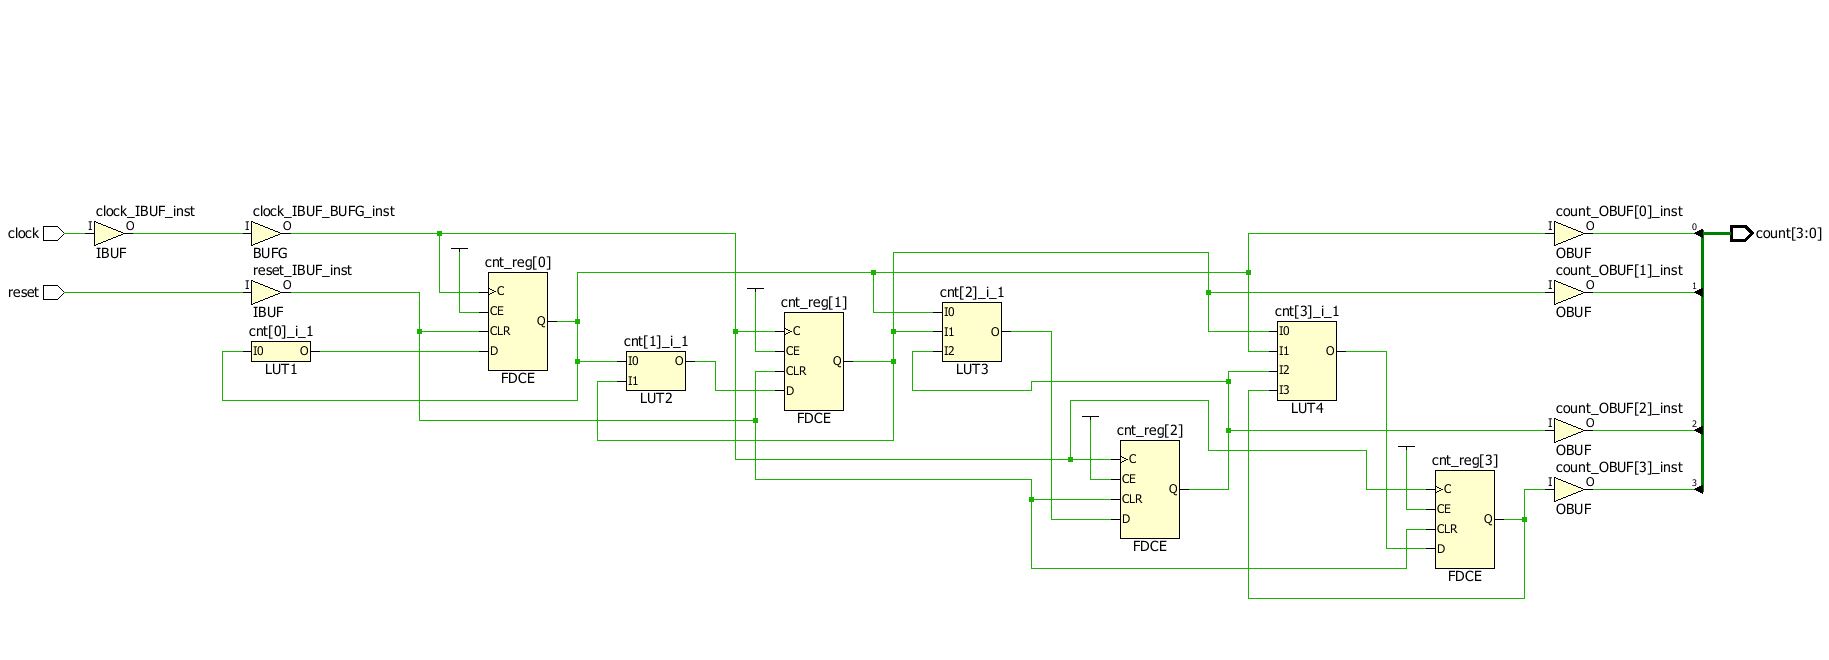 clock_IBUF_inst
clock_IBUF_BUFG_inst
count_OBUF[0]_inst
clock
I
O
IBUF
I
O
BUFG
I
O
OBUF
0
count[3:0]
reset
reset_IBUF_inst
I
O
IBUF
cnt[0]_i_1
I0
O
LUT1
cnt_reg[0]
C
CE
CLR
D
Q
FDCE
cnt[1]_i_1
I0
I1
O
LUT2
cnt_reg[1]
C
CE
CLR
D
Q
FDCE
cnt[2]_i_1
I0
I1
I2
O
LUT3
cnt_reg[2]
C
CE
CLR
D
Q
FDCE
cnt[3]_i_1
I0
I1
I2
I3
O
LUT4
cnt_reg[3]
C
CE
CLR
D
Q
FDCE
count_OBUF[1]_inst
I
O
OBUF
1
count_OBUF[2]_inst
I
O
OBUF
2
count_OBUF[3]_inst
I
O
OBUF
3